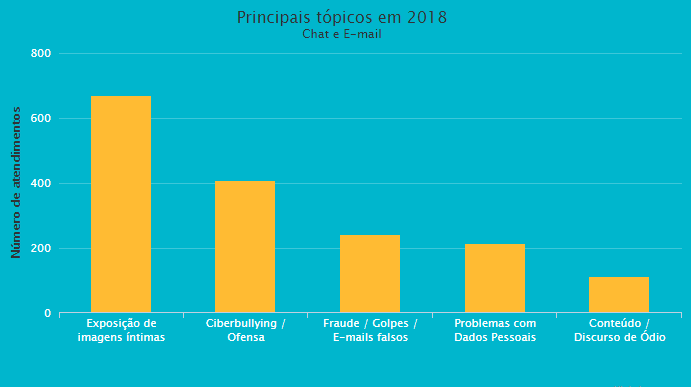 Principais tópicos em 2018
Chat e E-mail
Número de atendimentos
800
600
400
200
0
Exposição de
imagens íntimas
Ciberbullying /
Ofensa
Fraude / Golpes /
E-mails falsos
Problemas com
Dados Pessoais
Conteúdo /
Discurso de Ódio